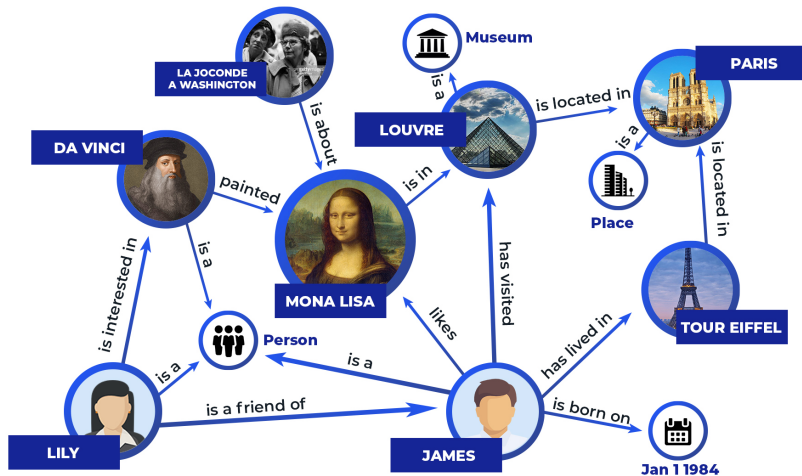 LA JOCONDE
A WASHINGTON
is about
Museum
is a
LOUVRE
is located in
PARIS
is a
Place
is located in
DA VINCI
painted
is in
MONA LISA
is a
is interested in
Person
is a
is a
likes
has visited
has lived in
TOUR EIFFEL
is a friend of
is born on
LILY
JAMES
Jan 1 1984